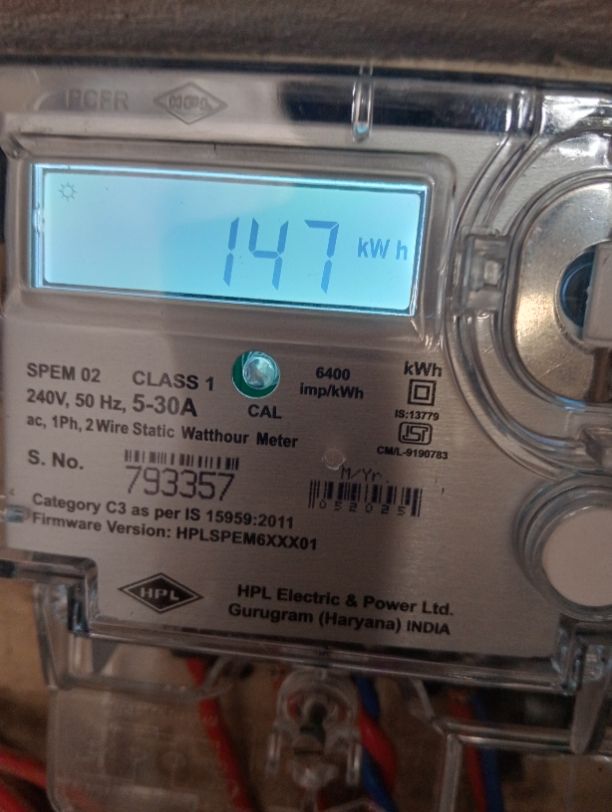 HPL
147 kWh
SPEM 02 CLASS 1
240V, 50 Hz, 5-30A
ac, 1Ph, 2 Wire Static Watthour Meter
CAL
6400
imp/kWh
kWh
IS:13779
ISI
CM/L-9190783
S. No.
793357
M/Yr.
052025
Category C3 as per IS 15959:2011
Firmware Version: HPLSPEM6XXX01
HPL
HPL Electric & Power Ltd.
Gurugram (Haryana) INDIA